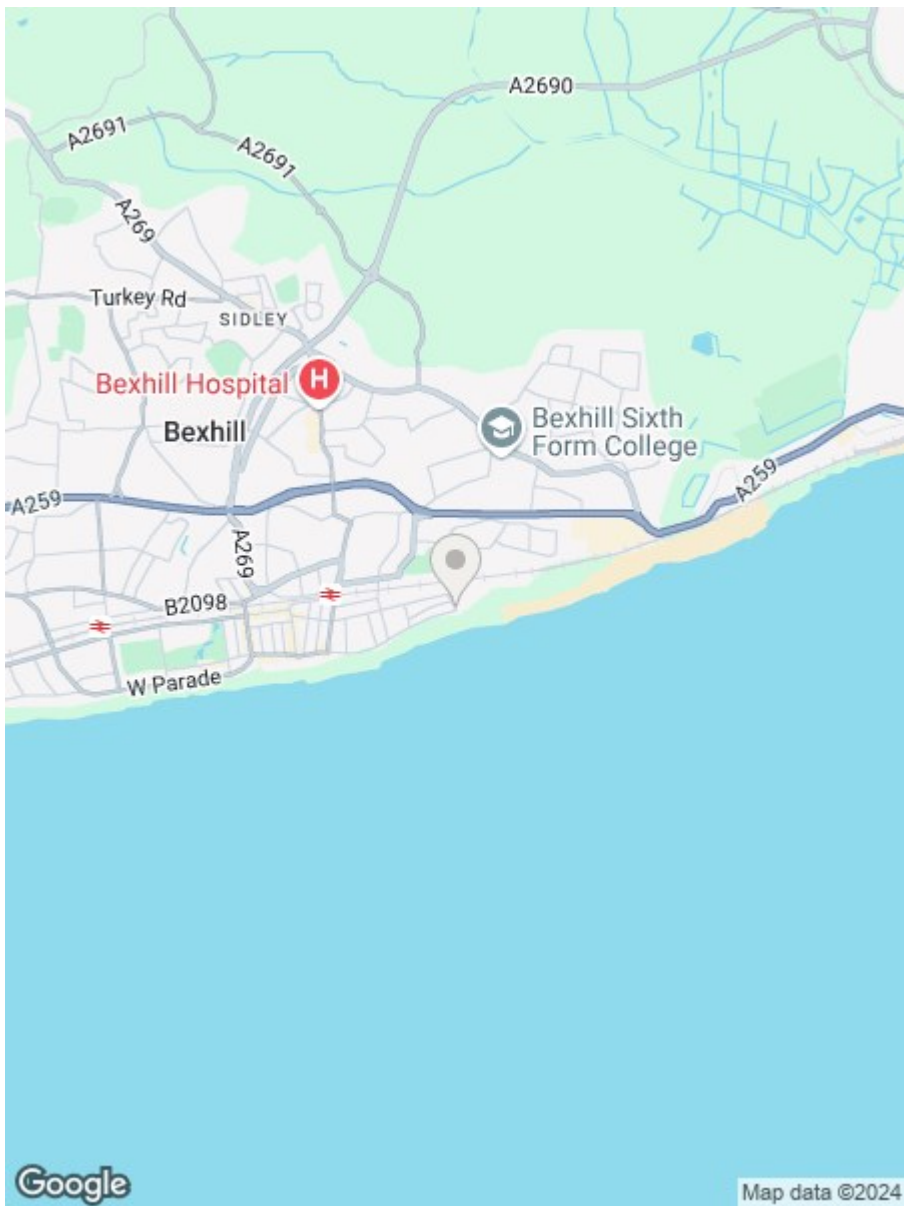 A2690
A2691
A2691
A269
Turkey Rd
SIDLEY
Bexhill Hospital
H
Bexhill
Bexhill Sixth
Form College
A259
A259
A269
B2098
W Parade
Google
Map data ©2024